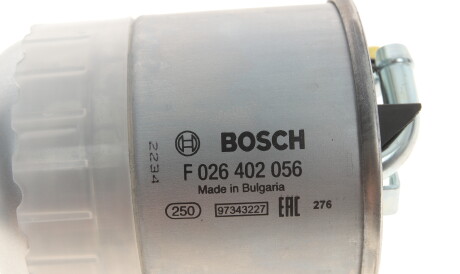 BOSCH
F 026 402 056
Made in Bulgaria
250 97343227 EAC 276
2234